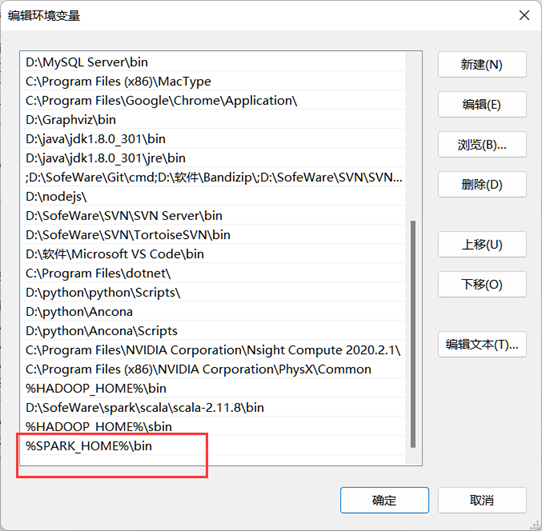 编辑环境变量
D:\MySQL Server\bin
C:\Program Files (x86)\MacType
C:\Program Files\Google\Chrome\Application\
D:\Graphviz\bin
D:\java\jdk1.8.0_301\bin
D:\java\jdk1.8.0_301\jre\bin
;D:\SofeWare\Git\cmd;D:\软件\Bandizip\;D:\SofeWare\SVN\SVN...
D:\nodejs\
D:\SofeWare\SVN\SVN Server\bin
D:\SofeWare\SVN\TortoiseSVN\bin
D:\软件\Microsoft VS Code\bin
C:\Program Files\dotnet\
D:\python\python\Scripts\
D:\python\Ancona
D:\python\Ancona\Scripts
C:\Program Files\NVIDIA Corporation\Nsight Compute 2020.2.1\
C:\Program Files (x86)\NVIDIA Corporation\PhysX\Common
%HADOOP_HOME%\bin
D:\SofeWare\spark\scala\scala-2.11.8\bin
%HADOOP_HOME%\sbin
%SPARK_HOME%\bin
新建(N)
编辑(E)
浏览(B)...
删除(D)
上移(U)
下移(O)
编辑文本(T)...
确定
取消